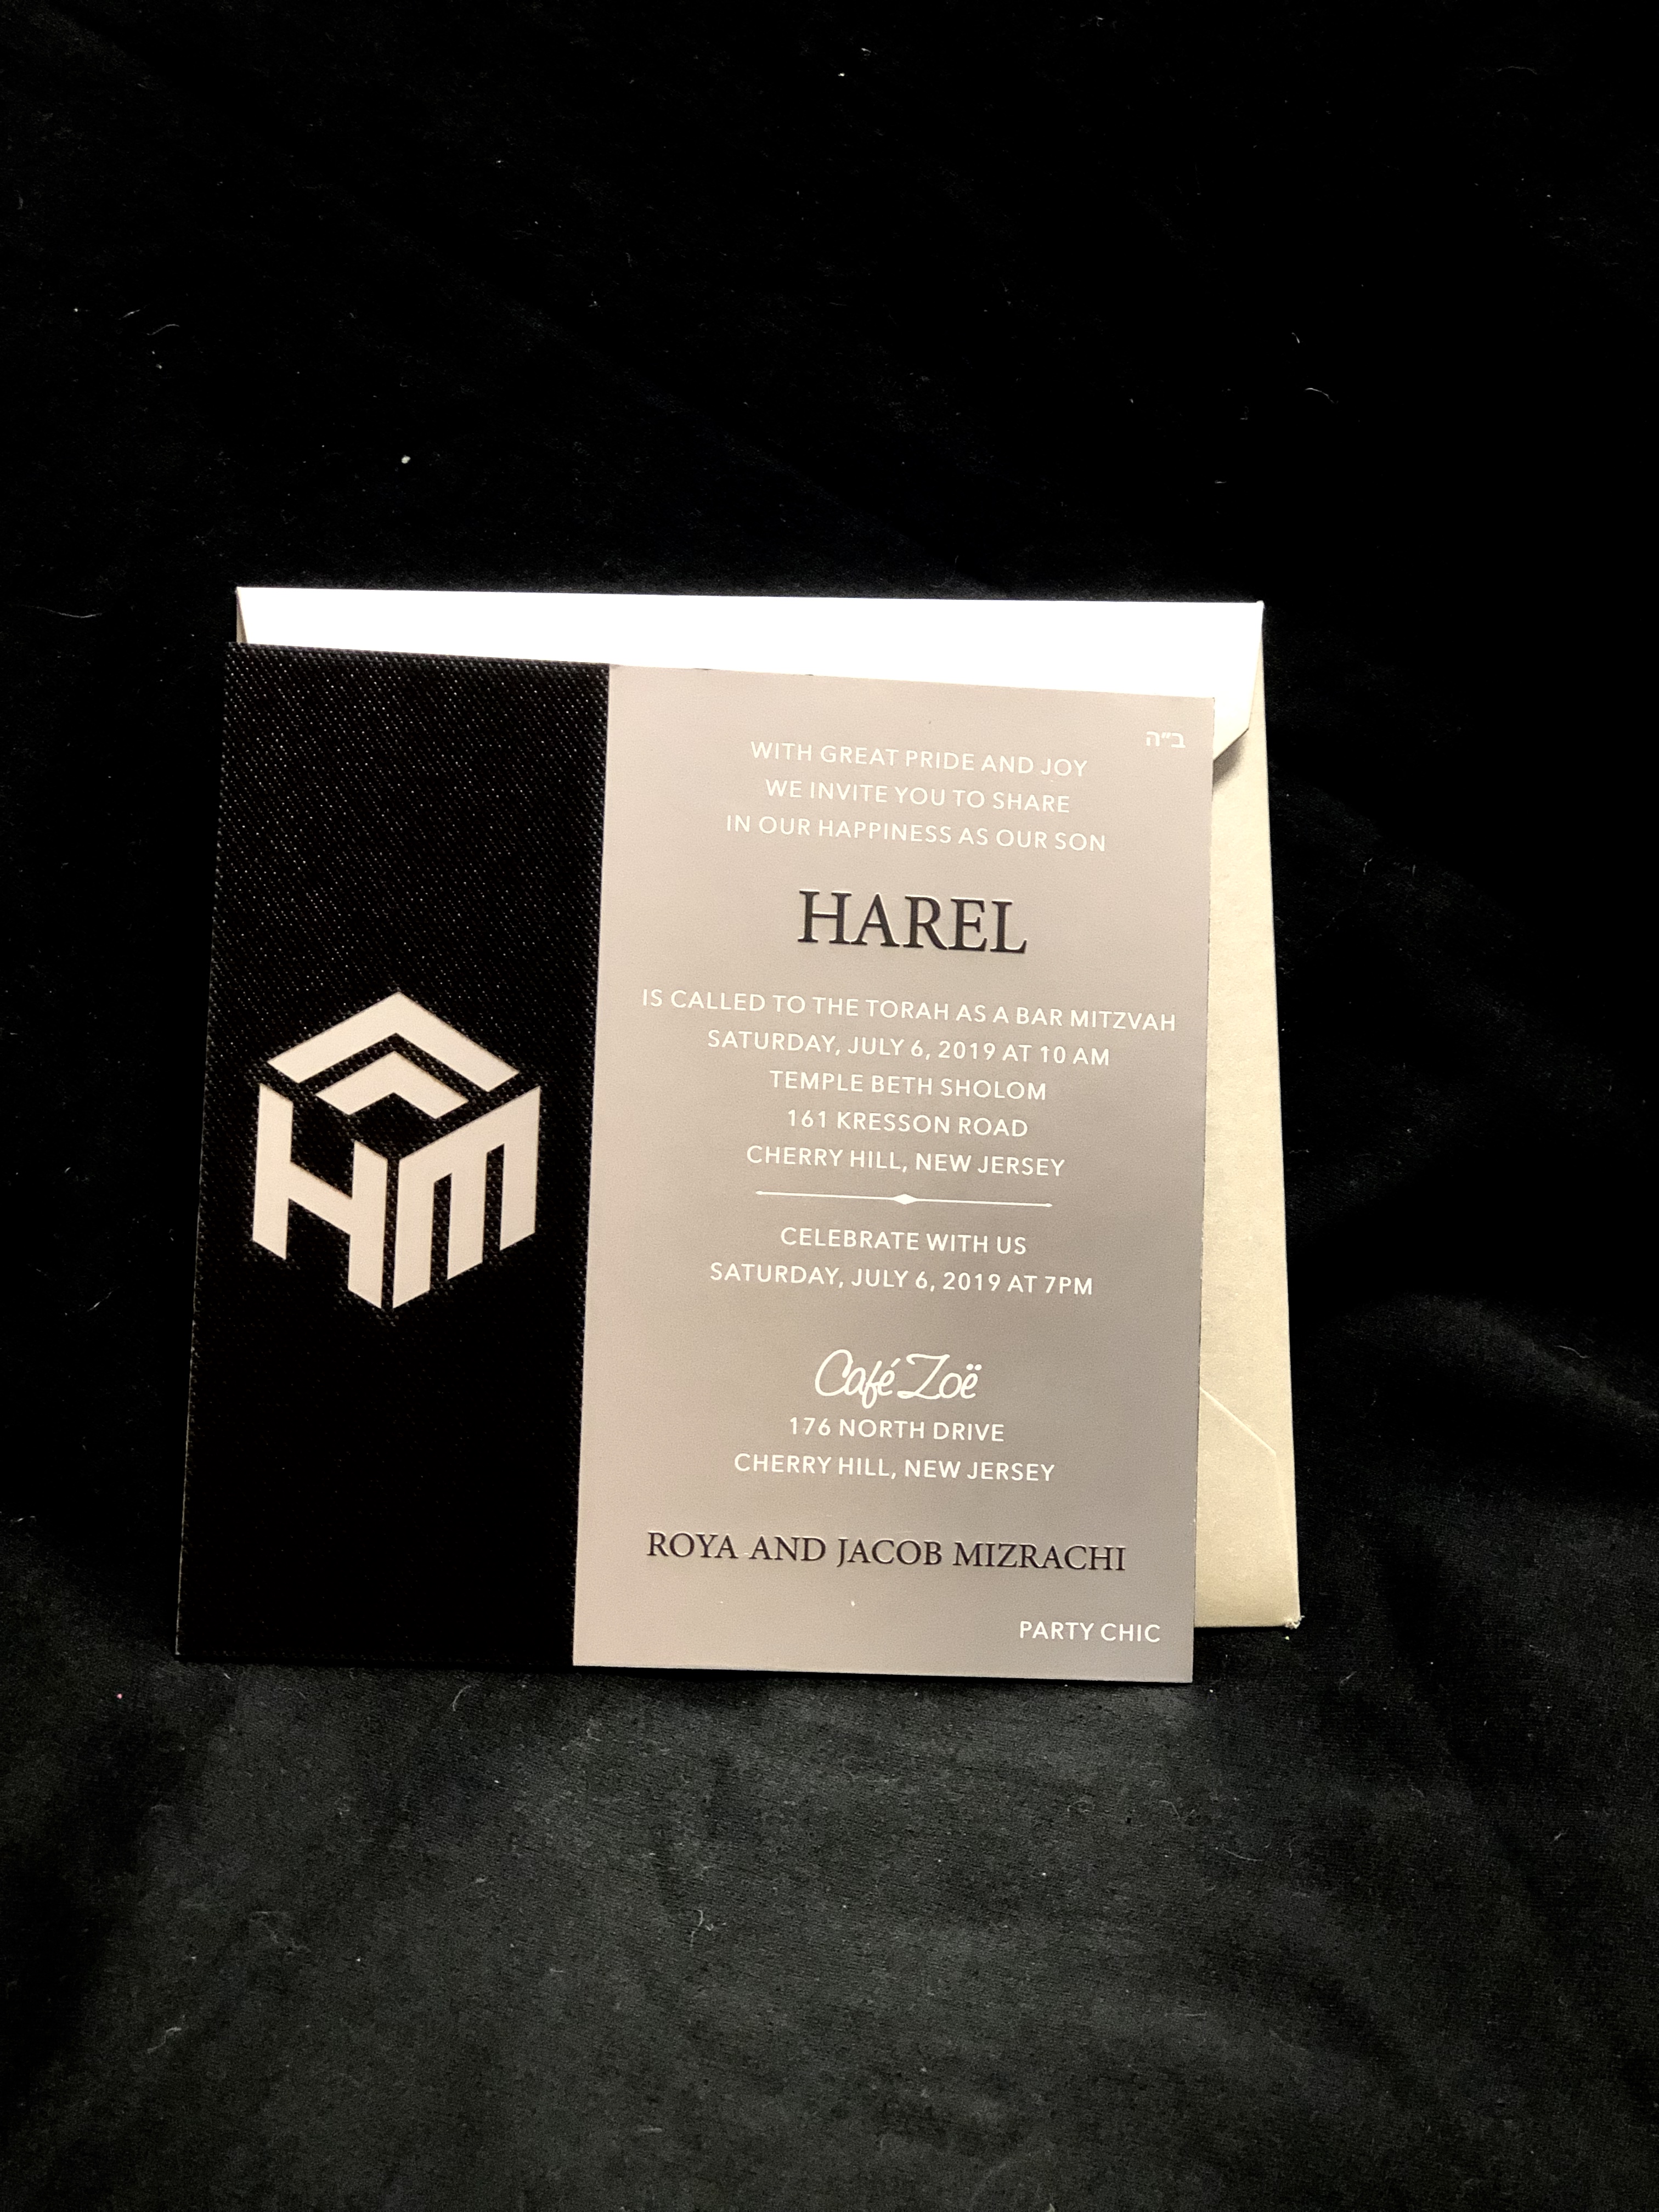 ב"ה
WITH GREAT PRIDE AND JOY
WE INVITE YOU TO SHARE
IN OUR HAPPINESS AS OUR SON
HAREL
IS CALLED TO THE TORAH AS A BAR MITZVAH
SATURDAY, JULY 6, 2019 AT 10 AM
TEMPLE BETH SHOLOM
161 KRESSON ROAD
CHERRY HILL, NEW JERSEY
CELEBRATE WITH US
SATURDAY, JULY 6, 2019 AT 7PM
Café Zoë
176 NORTH DRIVE
CHERRY HILL, NEW JERSEY
ROYA AND JACOB MIZRACHI
PARTY CHIC
HM